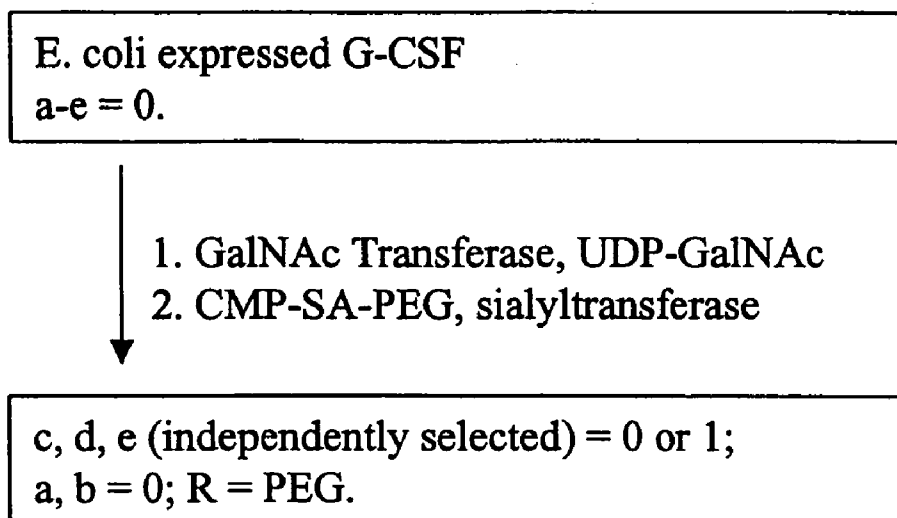 E. coli expressed G-CSF
a-e = 0.
1. GalNAc Transferase, UDP-GalNAc
2. CMP-SA-PEG, sialyltransferase
c, d, e (independently selected) = 0 or 1;
a, b = 0; R = PEG.